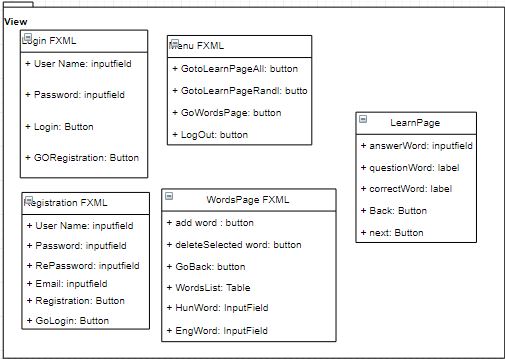 View
Login FXML
+ User Name: inputfield
+ Password: inputfield
+ Login: Button
+ GORegistration: Button
Menu FXML
+ GotoLearnPageAll: button
+ GotoLearnPageRandl: butto
+ GoWordsPage: button
+ LogOut: button
LearnPage
+ answerWord: inputfield
+ questionWord: label
+ correctWord: label
+ Back: Button
+ next: Button
Registration FXML
+ User Name: inputfield
+ Password: inputfield
+ RePassword: inputfield
+ Email: inputfield
+ Registration: Button
+ GoLogin: Button
WordsPage FXML
+ add word : button
+ deleteSelected word: button
+ GoBack: button
+ WordsList: Table
+ HunWord: InputField
+ EngWord: InputField